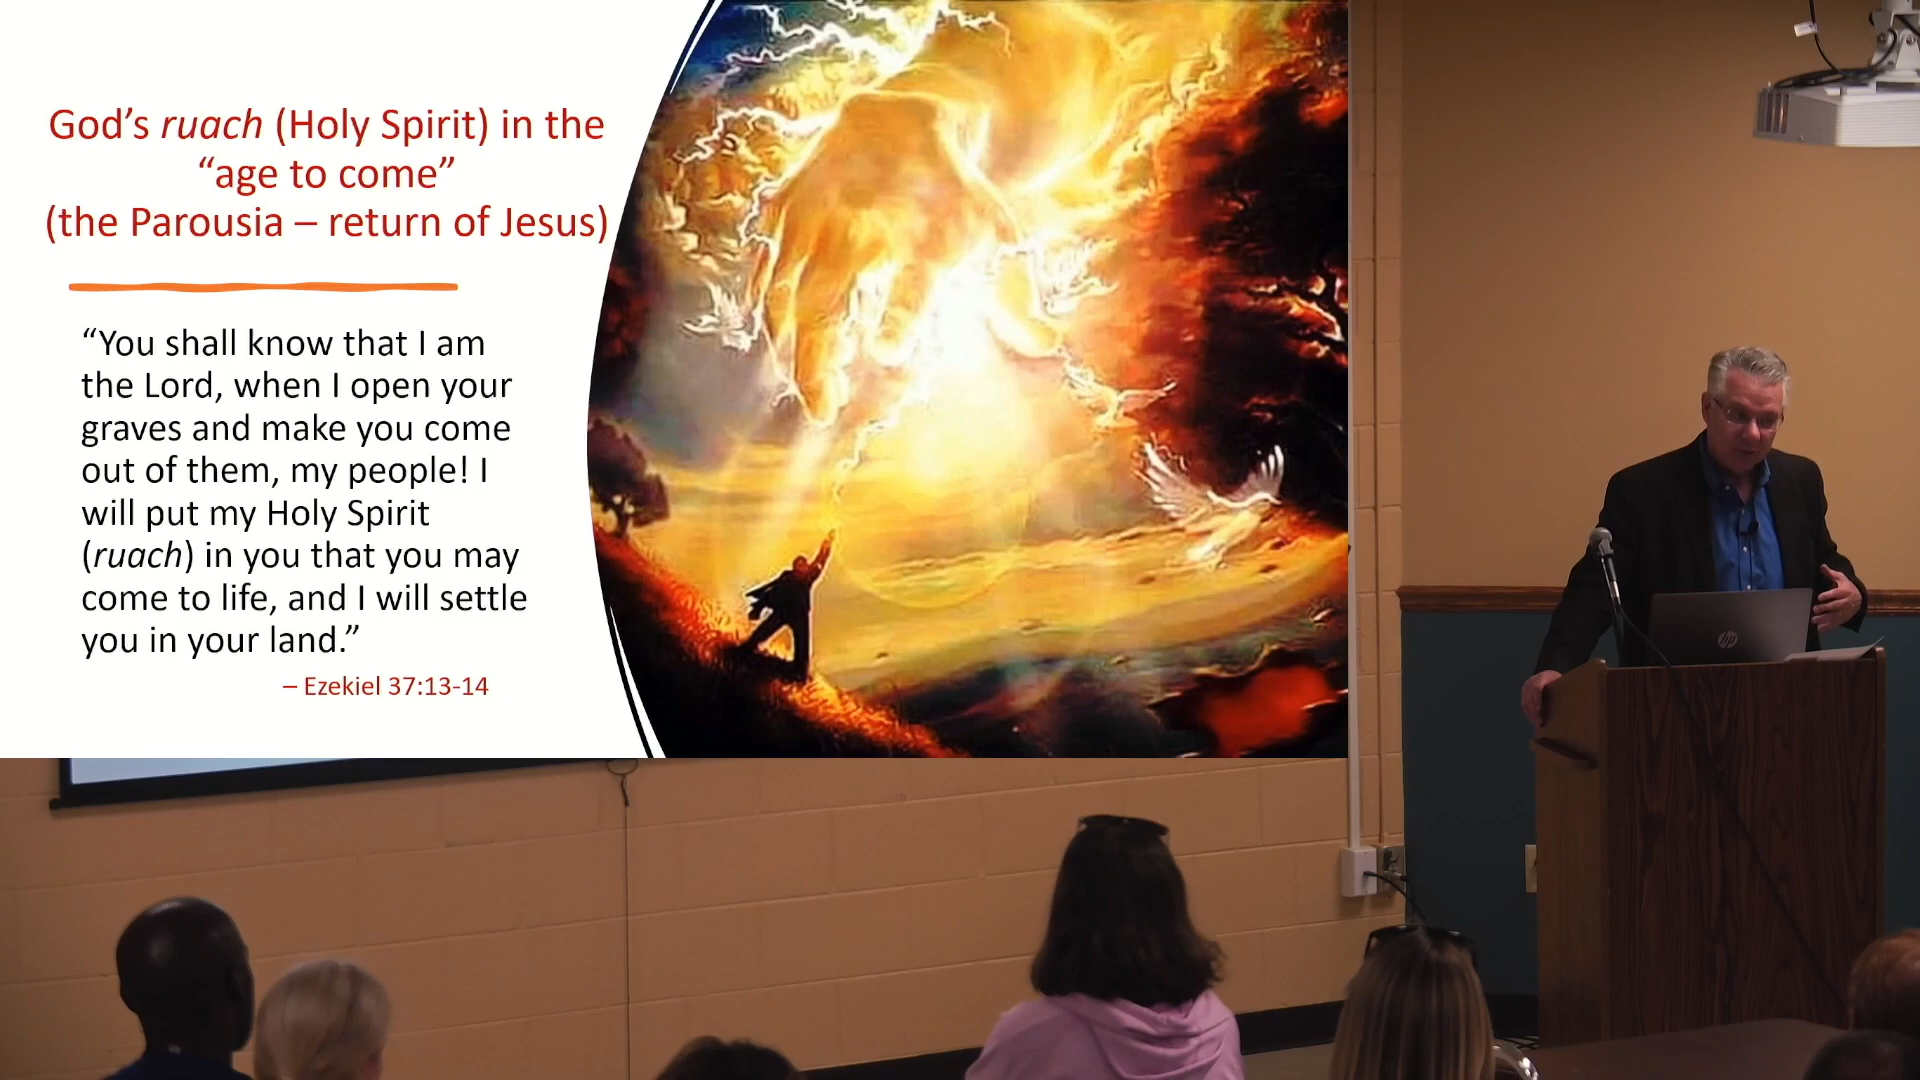 God’s ruach (Holy Spirit) in the
“age to come”
(the Parousia – return of Jesus)
“You shall know that I am
the Lord, when I open your
graves and make you come
out of them, my people! I
will put my Holy Spirit
(ruach) in you that you may
come to life, and I will settle
you in your land.”
– Ezekiel 37:13-14
hp